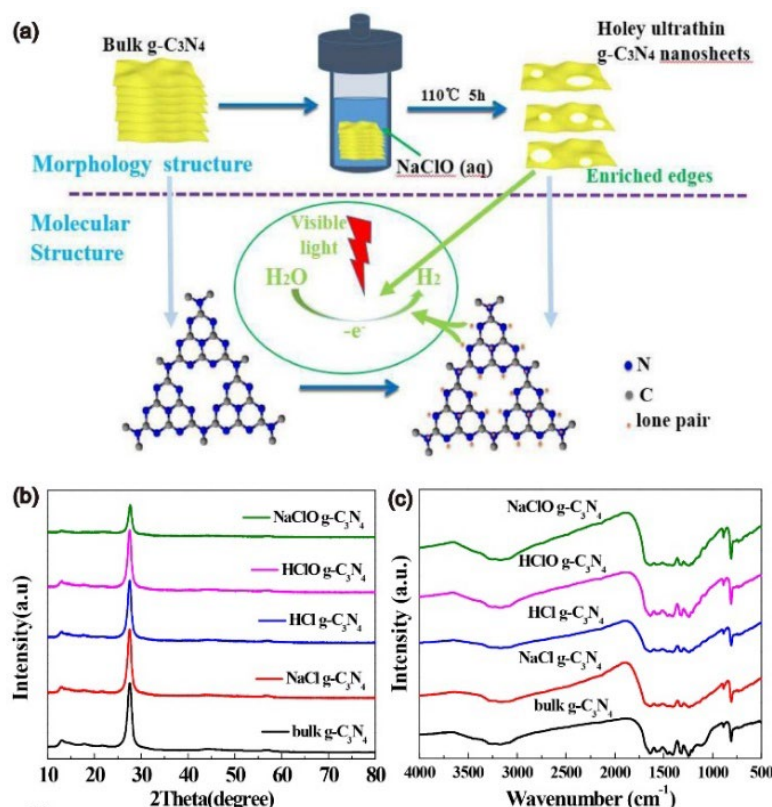 (a)
Bulk g-C₃N₄
Holey ultrathin
g-C₃N₄ nanosheets
110℃ 5h
NaClO (aq)
Morphology structure
Enriched edges
Molecular
Structure
Visible
light
H₂O
H₂
-e⁻
N
C
lone pair
(b)
NaClO g-C₃N₄
HClO g-C₃N₄
HCl g-C₃N₄
NaCl g-C₃N₄
bulk g-C₃N₄
Intensity(a.u)
10 20 30 40 50 60 70 80
2Theta(degree)
(c)
NaClO g-C₃N₄
HClO g-C₃N₄
HCl g-C₃N₄
NaCl g-C₃N₄
bulk g-C₃N₄
Intensity (a.u.)
4000 3500 3000 2500 2000 1500 1000 500
Wavenumber (cm⁻¹)